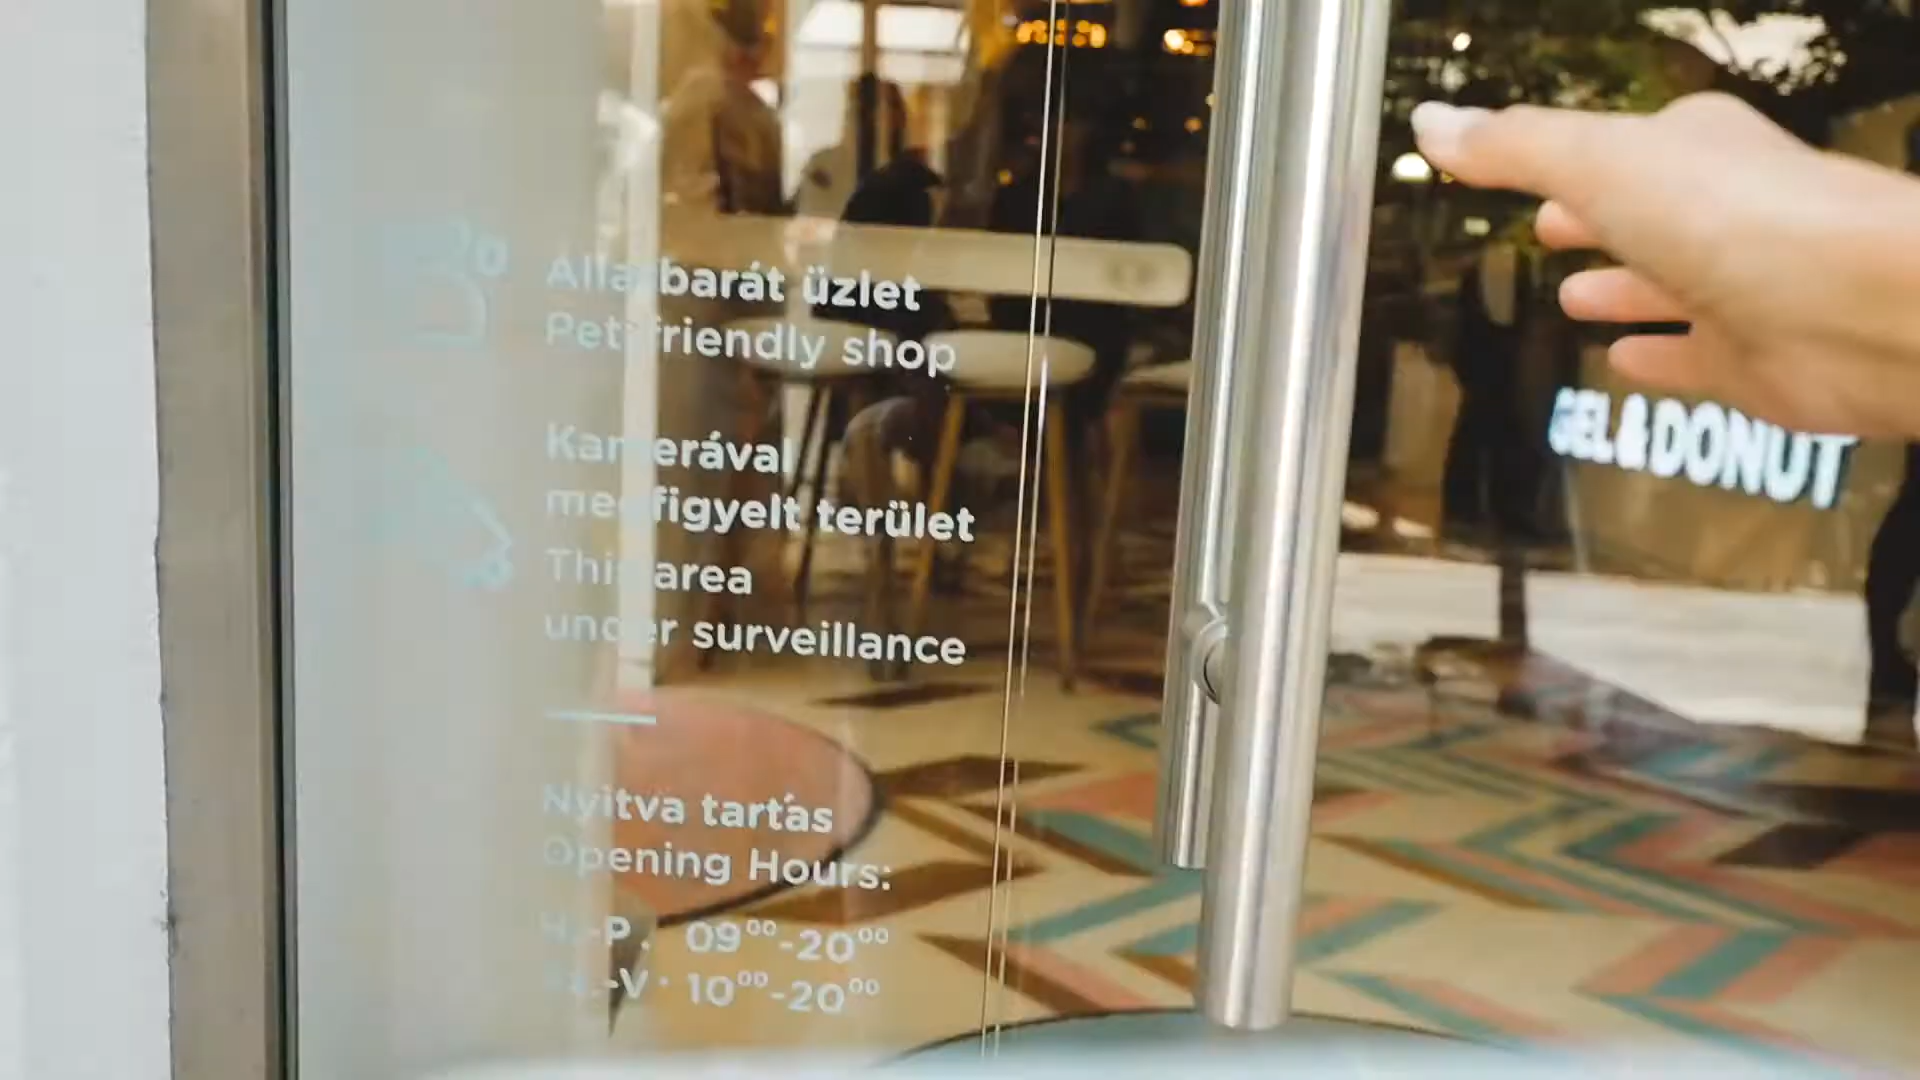 Állatbarát üzlet
Pet friendly shop
Kamerával
megfigyelt terület
This area
under surveillance
Nyitva tartás
Opening Hours:
H.-P. 09⁰⁰-20⁰⁰
-V. 10⁰⁰-20⁰⁰
GEL&DONUT